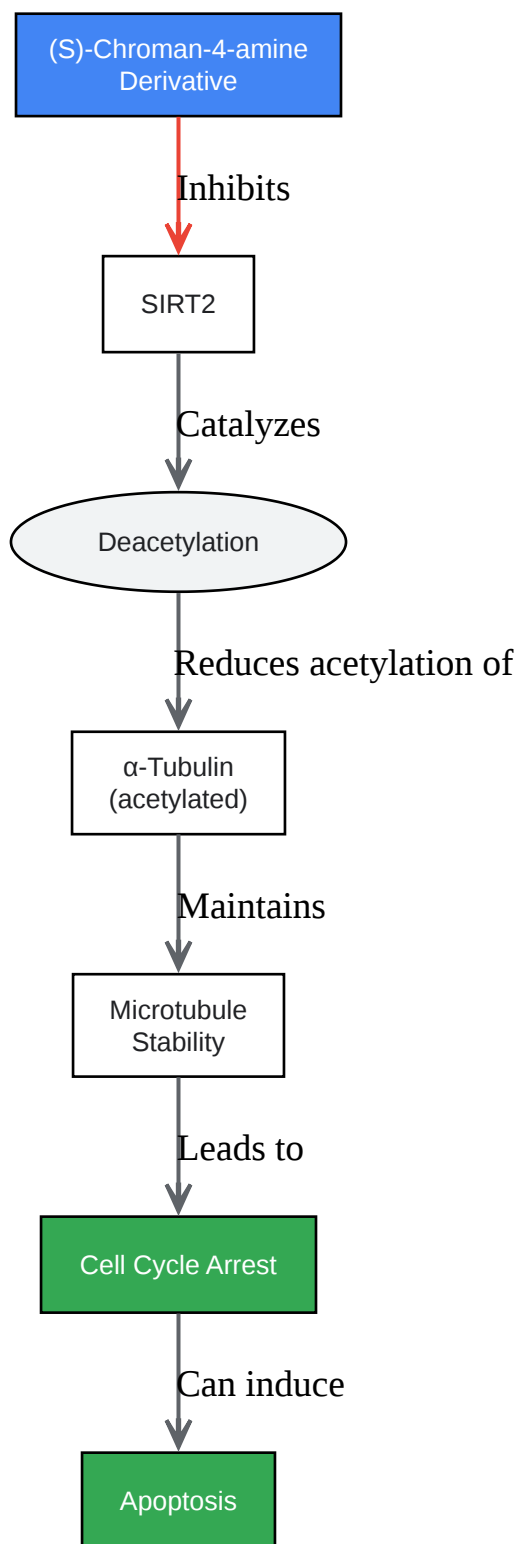 (S)-Chroman-4-amine
Derivative
Inhibits
SIRT2
Catalyzes
Deacetylation
Reduces acetylation of
α-Tubulin
(acetylated)
Maintains
Microtubule
Stability
Leads to
Cell Cycle Arrest
Can induce
Apoptosis